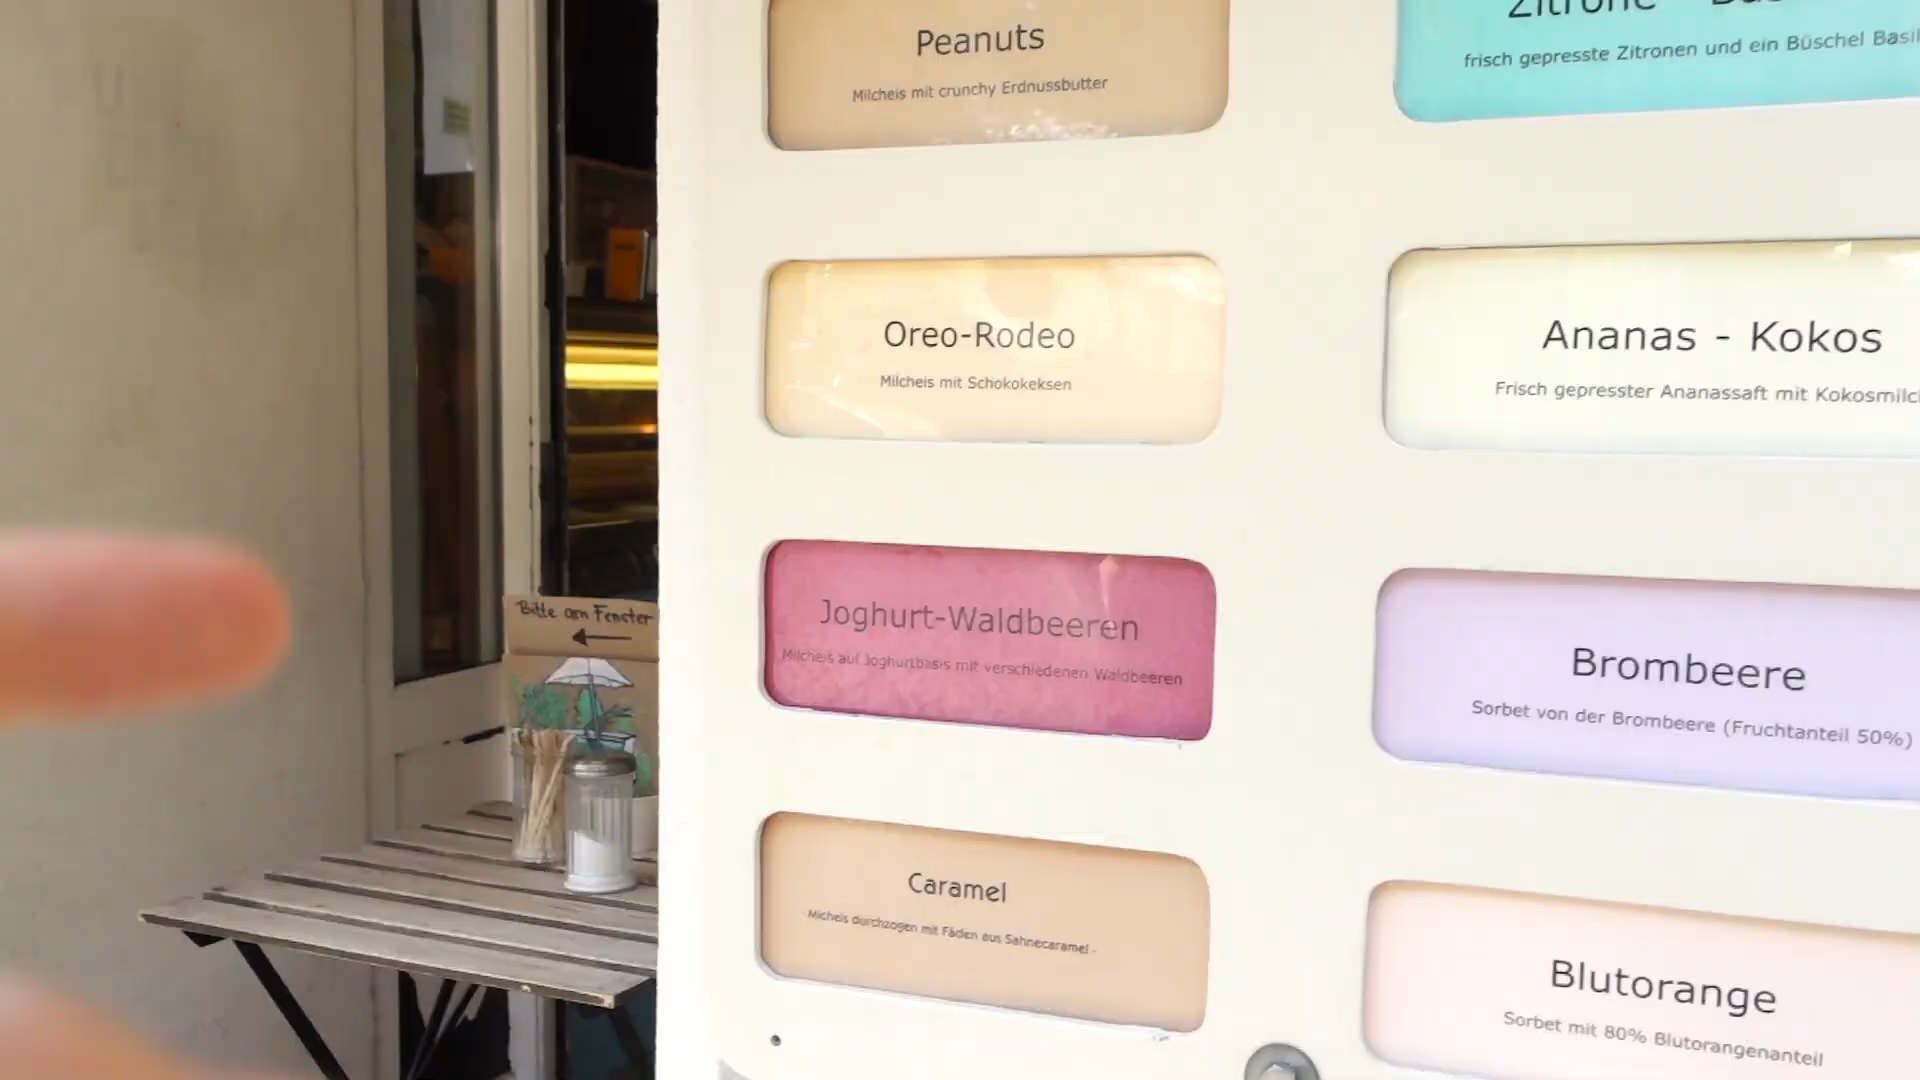 Peanuts
Milcheis mit crunchy Erdnussbutter
Oreo-Rodeo
Milcheis mit Schokokeksen
Joghurt-Waldbeeren
Milcheis auf Joghurtbasis mit verschiedenen Waldbeeren
Caramel
- Micheis durchzogen mit Fäden aus Sahnecaramel -
Zitrone -
frisch gepresste Zitronen und ein Büschel
Ananas - Kokos
Frisch gepresster Ananassaft mit
Brombeere
Sorbet von der Brombeere (Fruchtanteil 50%)
Blutorange
Sorbet mit 80% Blutorangenanteil
Bitte am Fenster